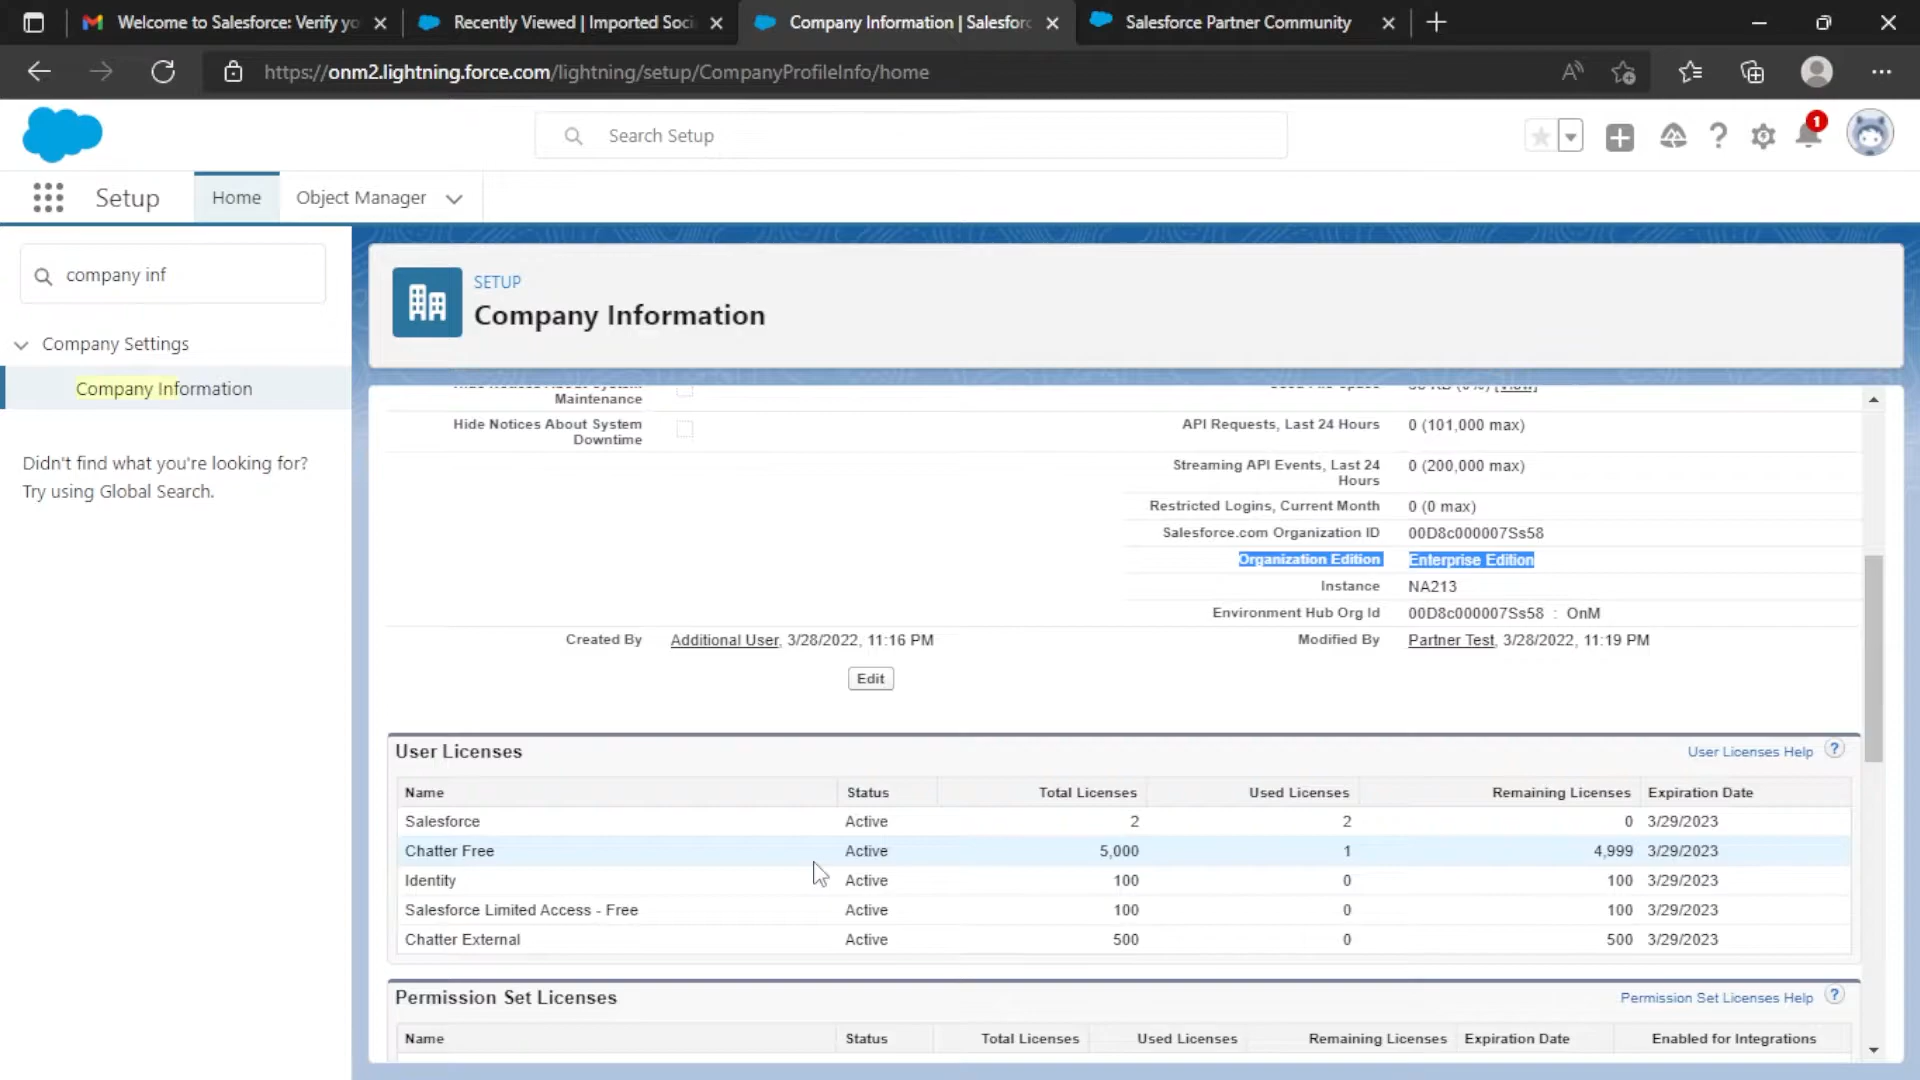 Welcome to Salesforce: Verify yo
Recently Viewed | Imported Soci
Company Information | Salesforc
Salesforce Partner Community
https://onm2.lightning.force.com/lightning/setup/CompanyProfileInfo/home
Search Setup
1
Setup
Home
Object Manager
company inf
Company Settings
Company Information
Didn't find what you're looking for?
Try using Global Search.
SETUP
Company Information
Maintenance
Hide Notices About System
Downtime
API Requests, Last 24 Hours 0 (101,000 max)
Streaming API Events, Last 24
Hours 0 (200,000 max)
Restricted Logins, Current Month 0 (0 max)
Salesforce.com Organization ID 00D8c000007Ss58
Organization Edition Enterprise Edition
Instance NA213
Environment Hub Org Id 00D8c000007Ss58 : OnM
Created By Additional User, 3/28/2022, 11:16 PM
Modified By Partner Test, 3/28/2022, 11:19 PM
Edit
User Licenses
User Licenses Help ?
Name Status Total Licenses Used Licenses Remaining Licenses Expiration Date
Salesforce Active 2 2 0 3/29/2023
Chatter Free Active 5,000 1 4,999 3/29/2023
Identity Active 100 0 100 3/29/2023
Salesforce Limited Access - Free Active 100 0 100 3/29/2023
Chatter External Active 500 0 500 3/29/2023
Permission Set Licenses
Permission Set Licenses Help ?
Name Status Total Licenses Used Licenses Remaining Licenses Expiration Date Enabled for Integrations